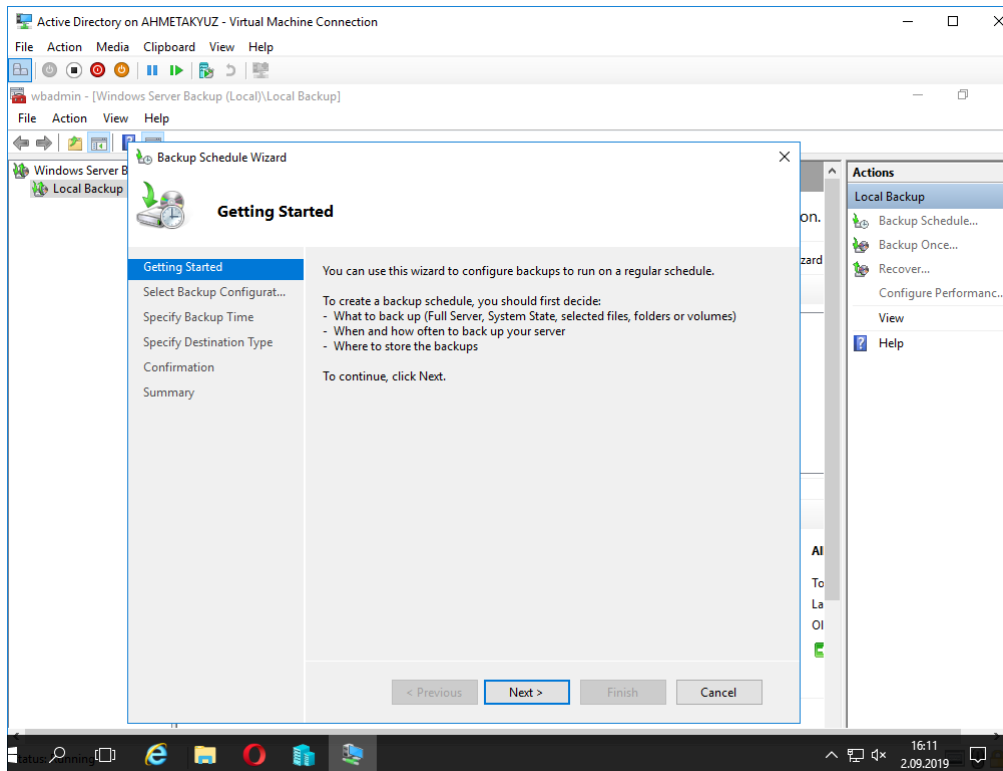 Active Directory on AHMETAKYUZ - Virtual Machine Connection
File Action Media Clipboard View Help
wbadmin - [Windows Server Backup (Local)\Local Backup]
File Action View Help
Windows Server B
Local Backup
Backup Schedule Wizard
Getting Started
Getting Started
Select Backup Configurat...
Specify Backup Time
Specify Destination Type
Confirmation
Summary
You can use this wizard to configure backups to run on a regular schedule.
To create a backup schedule, you should first decide:
- What to back up (Full Server, System State, selected files, folders or volumes)
- When and how often to back up your server
- Where to store the backups
To continue, click Next.
< Previous Next > Finish Cancel
on.
zard
Al
To
La
Ol
Actions
Local Backup
Backup Schedule...
Backup Once...
Recover...
Configure Performanc...
View
Help
16:11
2.09.2019